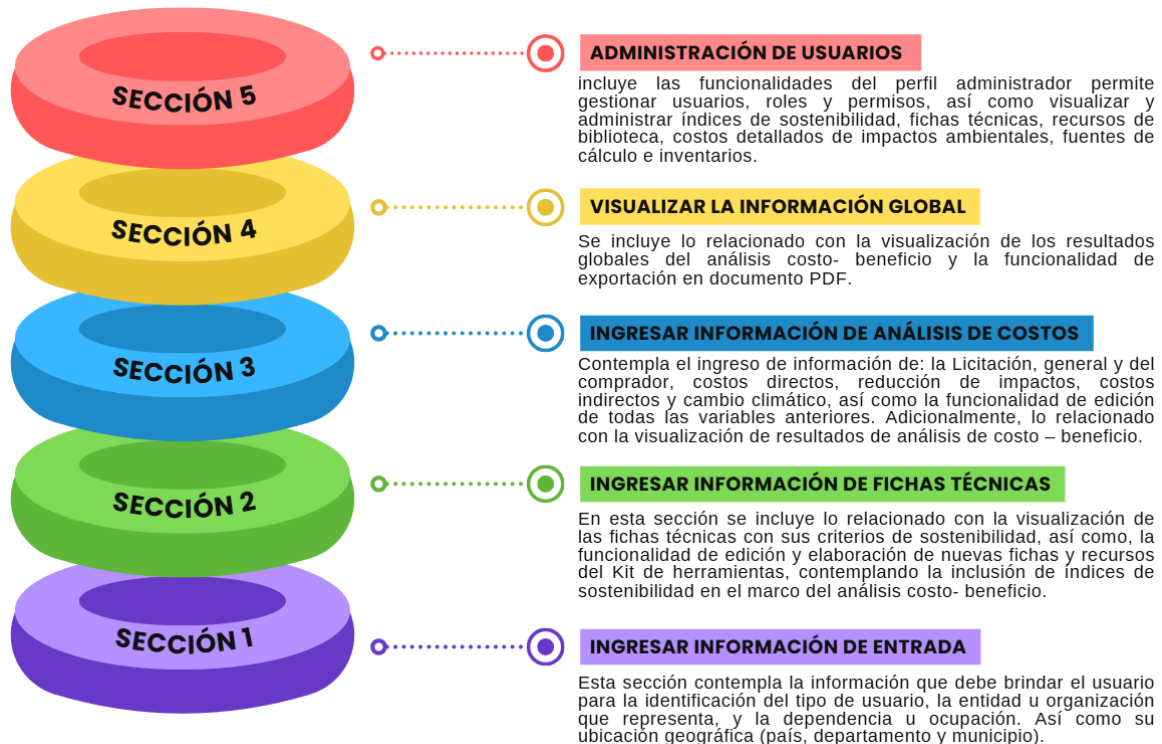 SECCIÓN 5
ADMINISTRACIÓN DE USUARIOS
incluye las funcionalidades del perfil administrador permite
gestionar usuarios, roles y permisos, así como visualizar y
administrar índices de sostenibilidad, fichas técnicas, recursos de
biblioteca, costos detallados de impactos ambientales, fuentes de
cálculo e inventarios.
SECCIÓN 4
VISUALIZAR LA INFORMACIÓN GLOBAL
Se incluye lo relacionado con la visualización de los resultados
globales del análisis costo- beneficio y la funcionalidad de
exportación en documento PDF.
SECCIÓN 3
INGRESAR INFORMACIÓN DE ANÁLISIS DE COSTOS
Contempla el ingreso de información de: la Licitación, general y del
comprador, costos directos, reducción de impactos, costos
indirectos y cambio climático, así como la funcionalidad de edición
de todas las variables anteriores. Adicionalmente, lo relacionado
con la visualización de resultados de análisis de costo – beneficio.
SECCIÓN 2
INGRESAR INFORMACIÓN DE FICHAS TÉCNICAS
En esta sección se incluye lo relacionado con la visualización de
las fichas técnicas con sus criterios de sostenibilidad, así como, la
funcionalidad de edición y elaboración de nuevas fichas y recursos
del Kit de herramientas, contemplando la inclusión de índices de
sostenibilidad en el marco del análisis costo- beneficio.
SECCIÓN 1
INGRESAR INFORMACIÓN DE ENTRADA
Esta sección contempla la información que debe brindar el usuario
para la identificación del tipo de usuario, la entidad u organización
que representa, y la dependencia u ocupación. Así como su
ubicación geográfica (país, departamento y municipio).